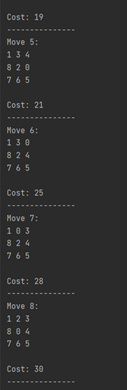 Cost: 19
---------------
Move 5:
1 3 4
8 2 0
7 6 5
Cost: 21
---------------
Move 6:
1 3 0
8 2 4
7 6 5
Cost: 25
---------------
Move 7:
1 0 3
8 2 4
7 6 5
Cost: 28
---------------
Move 8:
1 2 3
8 0 4
7 6 5
Cost: 30
---------------